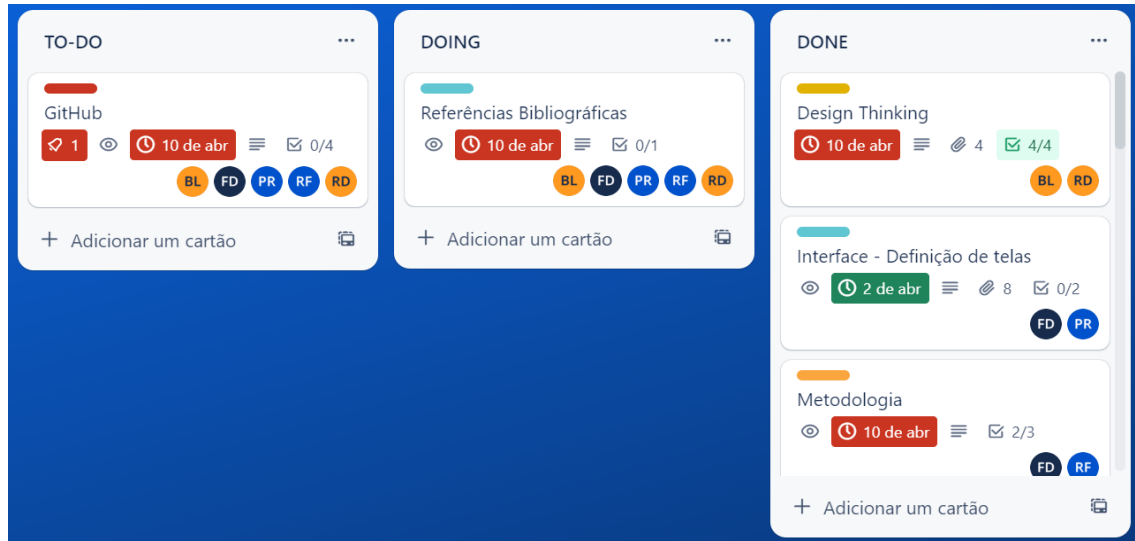 TO-DO
GitHub
1 10 de abr 0/4
BL FD PR RF RD
+ Adicionar um cartão
DOING
Referências Bibliográficas
10 de abr 0/1
BL FD PR RF RD
+ Adicionar um cartão
DONE
Design Thinking
10 de abr 4 4/4
BL RD
Interface - Definição de telas
2 de abr 8 0/2
FD PR
Metodologia
10 de abr 2/3
FD RF
+ Adicionar um cartão